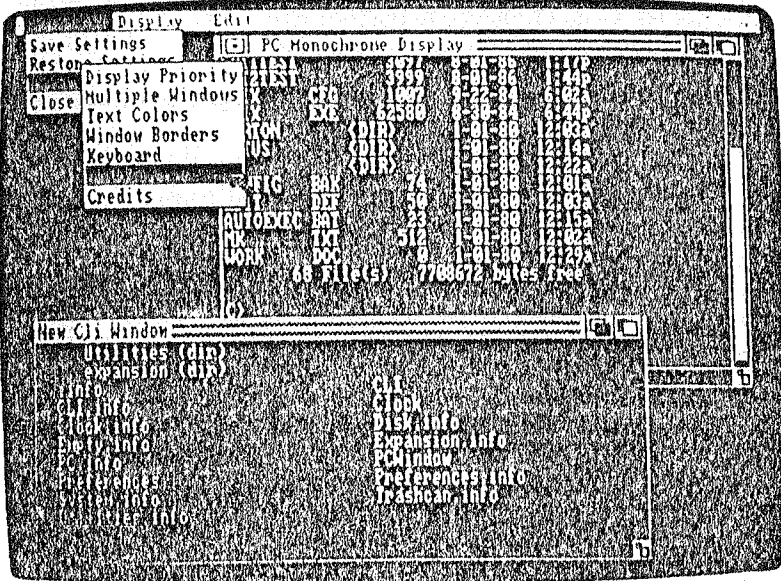 Display Edit
Save Settings
Restore Settings
Close
Display Priority
Multiple Windows
Text Colors
Window Borders
Keyboard
Credits
PC Monochrome Display
3999 8-01-86
CFG 1007 9-22-84 6:02a
EXE 62580 8-30-84 6:44p
<DIR> 1-01-80 12:03a
<DIR> 1-01-80 12:14a
<DIR> 1-01-80 12:22a
BAK 74 1-01-80 12:01a
50 1-01-80 12:03a
AUTOEXEC BAT 23 1-01-80 12:15a
TXT 512 1-01-80 12:02a
WORK DOC 0 1-01-80 12:29a
68 File(s) 7708672 bytes free
New Cli Window
Utilities (dir)
expansion (dir)
.info Cli
Cli.info Clock
Clock.info Disk.info
Empty.info Expansion.info
PC.info PCWindow
Preferences Preferences.info
System.info Trashcan.info
Utilities.info